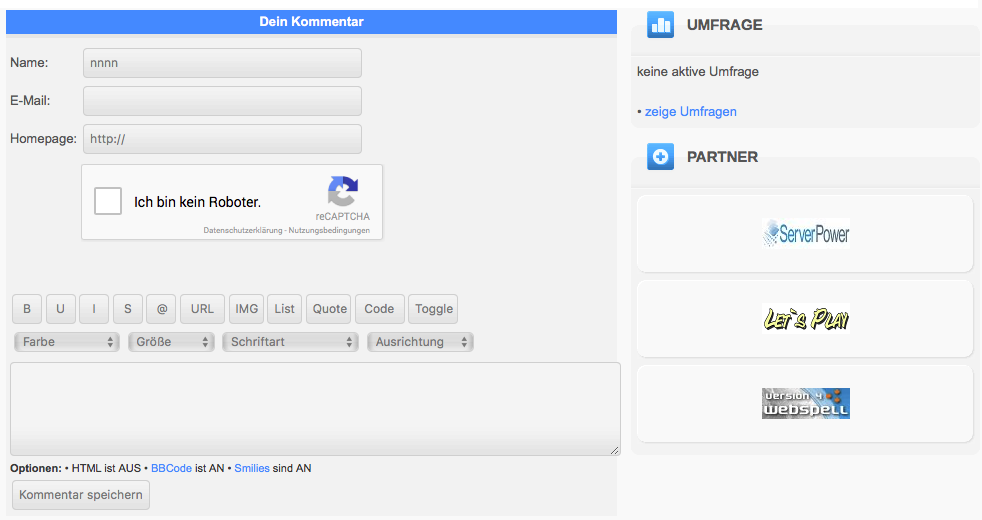 Dein Kommentar
Name: nnnn
E-Mail:
Homepage: http://
Ich bin kein Roboter.
reCAPTCHA
Datenschutzerklärung - Nutzungsbedingungen
B U I S @ URL IMG List Quote Code Toggle
Farbe Größe Schriftart Ausrichtung
Optionen: • HTML ist AUS • BBCode ist AN • Smilies sind AN
Kommentar speichern
UMFRAGE
keine aktive Umfrage
• zeige Umfragen
PARTNER
ServerPower
LET`S PLAY
version 4
webspell